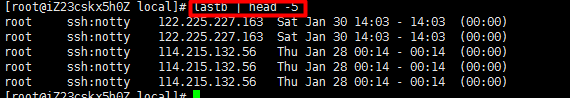 [root@iZ23cskx5h0Z local]# lastb | head -5
root ssh:notty 122.225.227.163 Sat Jan 30 14:03 - 14:03 (00:00)
root ssh:notty 122.225.227.163 Sat Jan 30 14:03 - 14:03 (00:00)
root ssh:notty 114.215.132.56 Thu Jan 28 00:14 - 00:14 (00:00)
root ssh:notty 114.215.132.56 Thu Jan 28 00:14 - 00:14 (00:00)
root ssh:notty 114.215.132.56 Thu Jan 28 00:14 - 00:14 (00:00)
[root@iZ23cskx5h0Z local]#